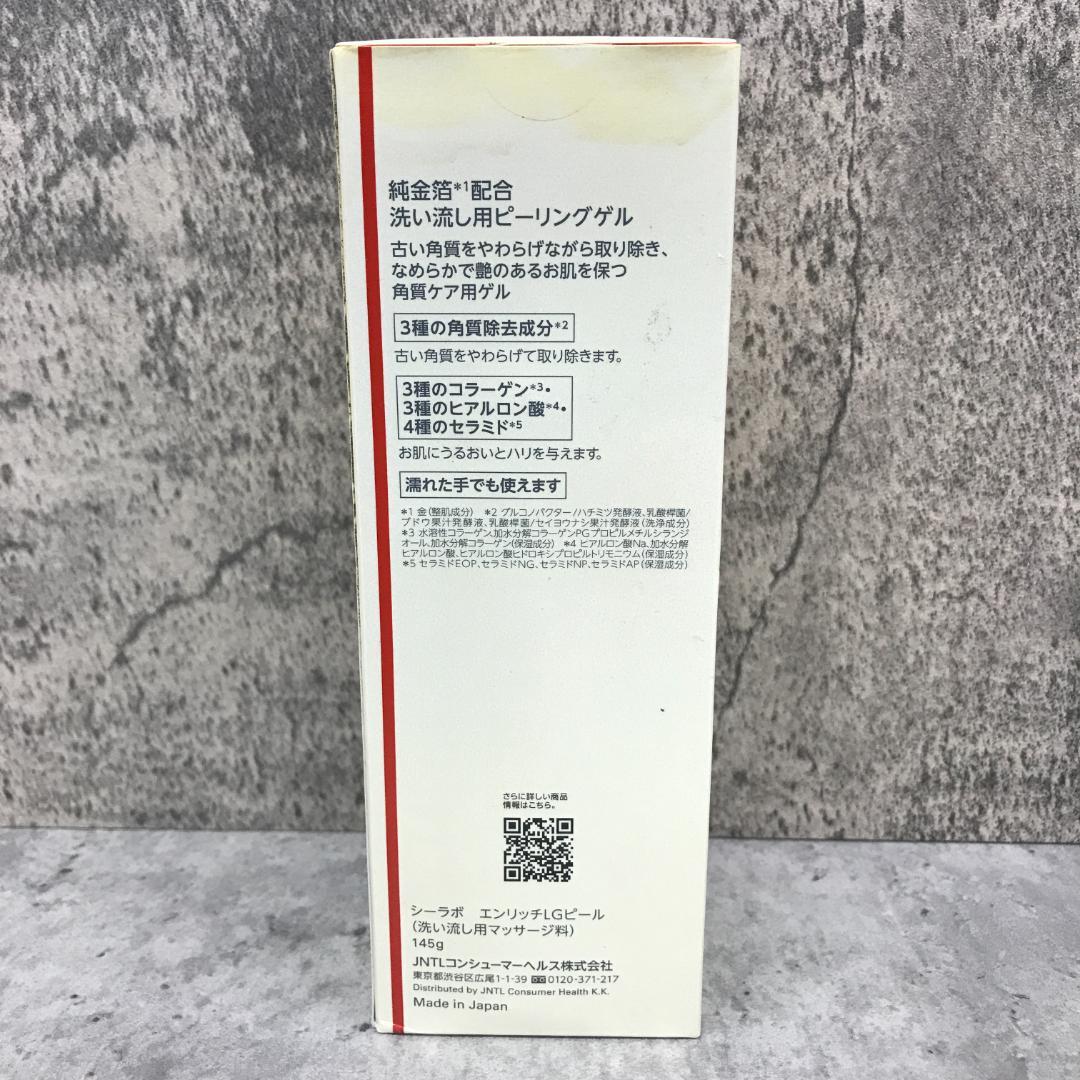 純金箔*1配合
洗い流し用ピーリングゲル
古い角質をやわらげながら取り除き、
なめらかで艶のあるお肌を保つ
角質ケア用ゲル
3種の角質除去成分*2
古い角質をやわらげて取り除きます。
3種のコラーゲン*3・
3種のヒアルロン酸*4・
4種のセラミド*5
お肌にうるおいとハリを与えます。
濡れた手でも使えます
*1 金(整肌成分) *2 グルコノバクター/ハチミツ発酵液、乳酸桿菌/
ブドウ果汁発酵液、乳酸桿菌/セイヨウナシ果汁発酵液(洗浄成分)
*3 水溶性コラーゲン、加水分解コラーゲンPGプロピルメチルシランジ
オール、加水分解コラーゲン(保湿成分) *4 ヒアルロン酸Na、加水分解
ヒアルロン酸、ヒアルロン酸ヒドロキシプロピルトリモニウム(保湿成分)
*5 セラミドEOP、セラミドNG、セラミドNP、セラミドAP(保湿成分)
さらに詳しい商品
情報はこちら。
シーラボ エンリッチLGピール
(洗い流し用マッサージ料)
145g
JNTLコンシューマーヘルス株式会社
東京都渋谷区広尾1-1-39 0120-371-217
Distributed by JNTL Consumer Health K.K.
Made in Japan